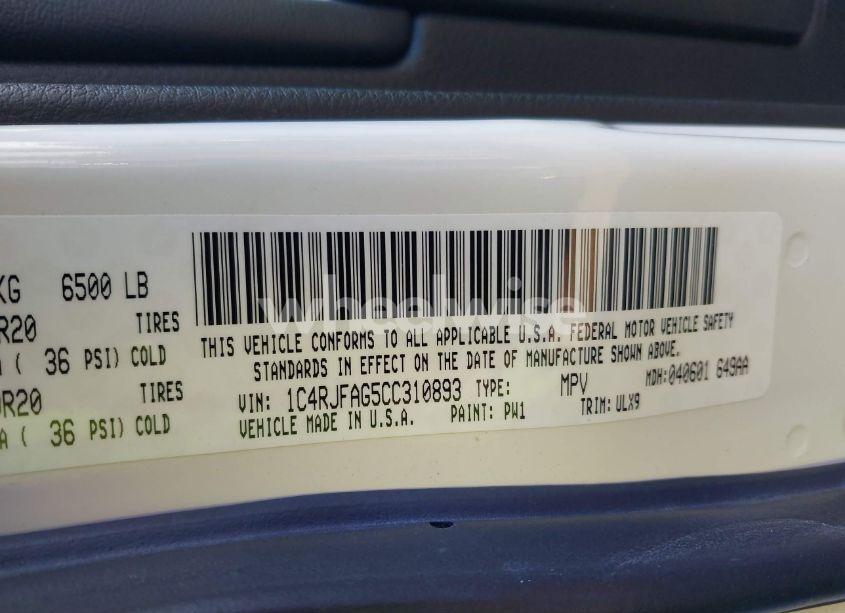 KG 6500 LB
R20 TIRES
( 36 PSI) COLD
R20 TIRES
A ( 36 PSI) COLD
wheelwise
THIS VEHICLE CONFORMS TO ALL APPLICABLE U.S.A. FEDERAL MOTOR VEHICLE SAFETY
STANDARDS IN EFFECT ON THE DATE OF MANUFACTURE SHOWN ABOVE.
VIN: 1C4RJFAG5CC310893 TYPE: MPV MDH:040601 649AA
VEHICLE MADE IN U.S.A. PAINT: PW1 TRIM: ULX9